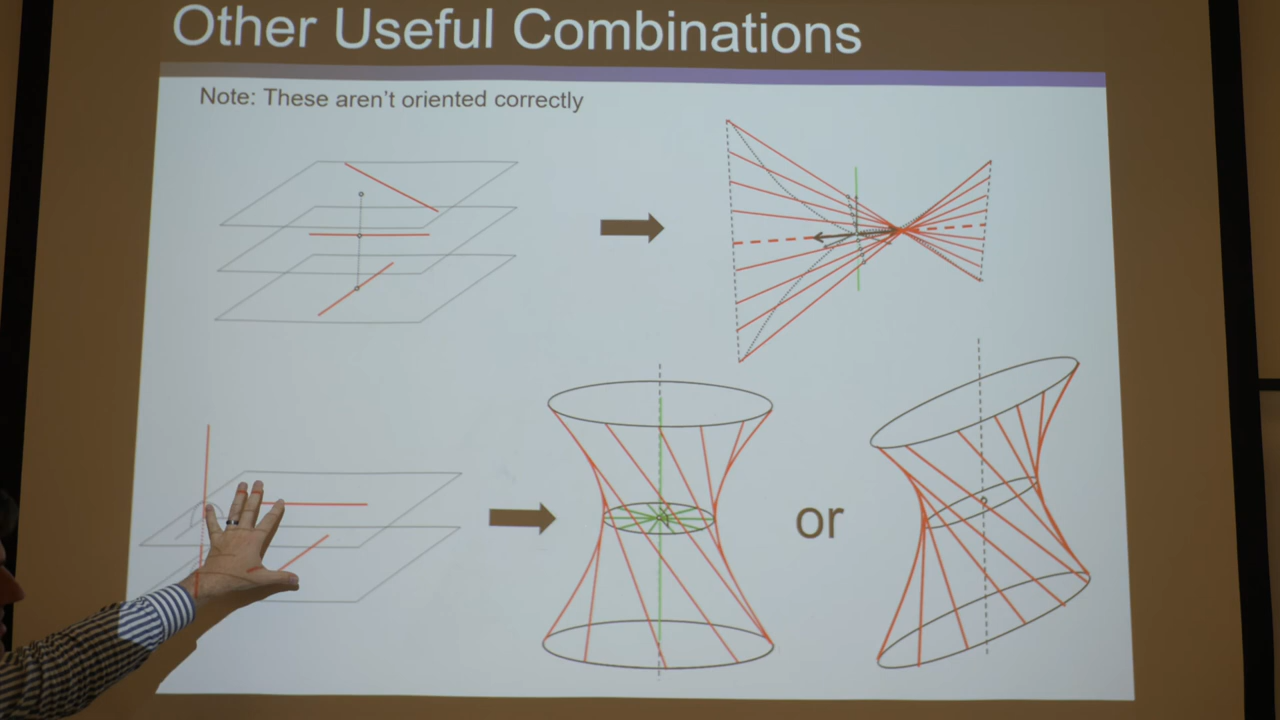 Other Useful Combinations
Note: These aren't oriented correctly
or